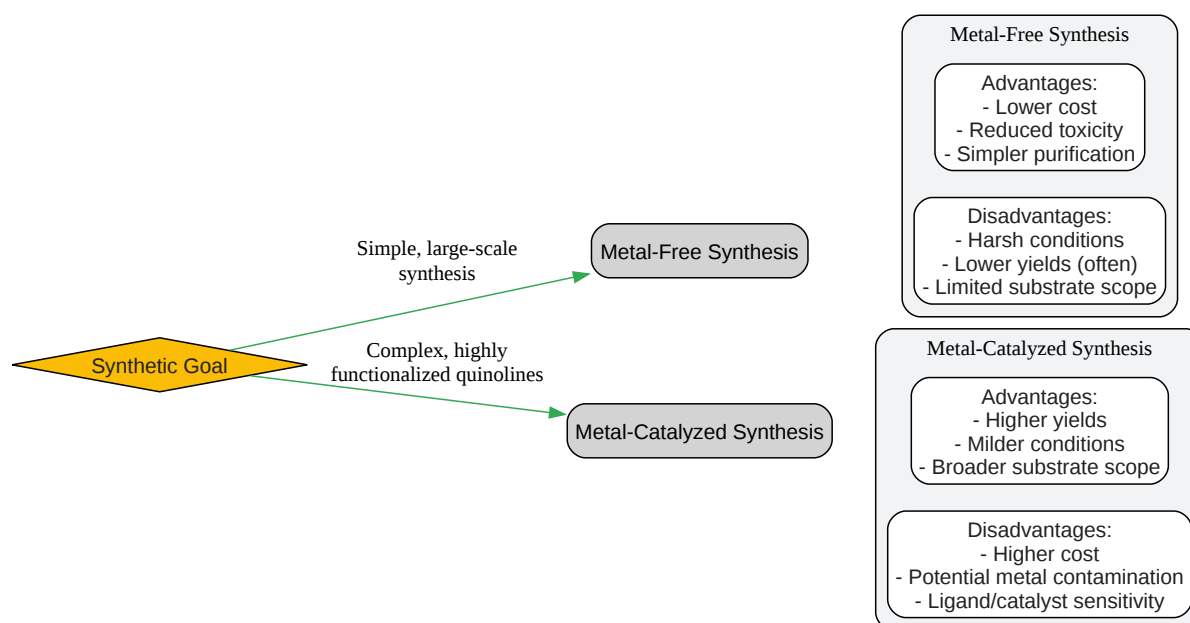 Synthetic Goal
Simple, large-scale
synthesis
Complex, highly
functionalized quinolines
Metal-Free Synthesis
Metal-Catalyzed Synthesis
Metal-Free Synthesis
Advantages:
- Lower cost
- Reduced toxicity
- Simpler purification
Disadvantages:
- Harsh conditions
- Lower yields (often)
- Limited substrate scope
Metal-Catalyzed Synthesis
Advantages:
- Higher yields
- Milder conditions
- Broader substrate scope
Disadvantages:
- Higher cost
- Potential metal contamination
- Ligand/catalyst sensitivity